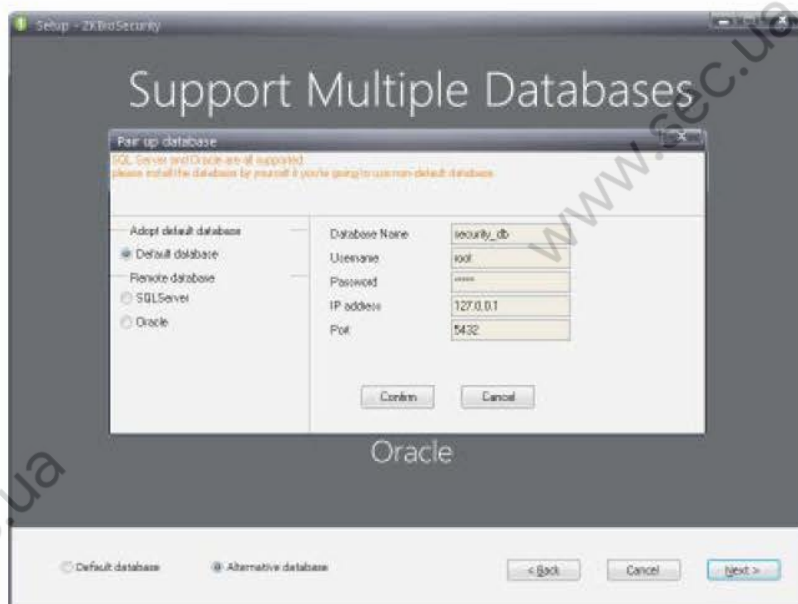 Setup - ZKBioSecurity
Support Multiple Databases
Pair up database
SQL Server and Oracle are all supported
please install the database by yourself if you're going to use non-default database
Adopt default database
Default database
Remote database
SQLServer
Oracle
Database Name
security_db
Username
root
Password
*****
IP address
127.0.0.1
Port
5432
Confirm
Cancel
Oracle
Default database
Alternative database
< Back
Cancel
Next >
www.sec.ua
.ua